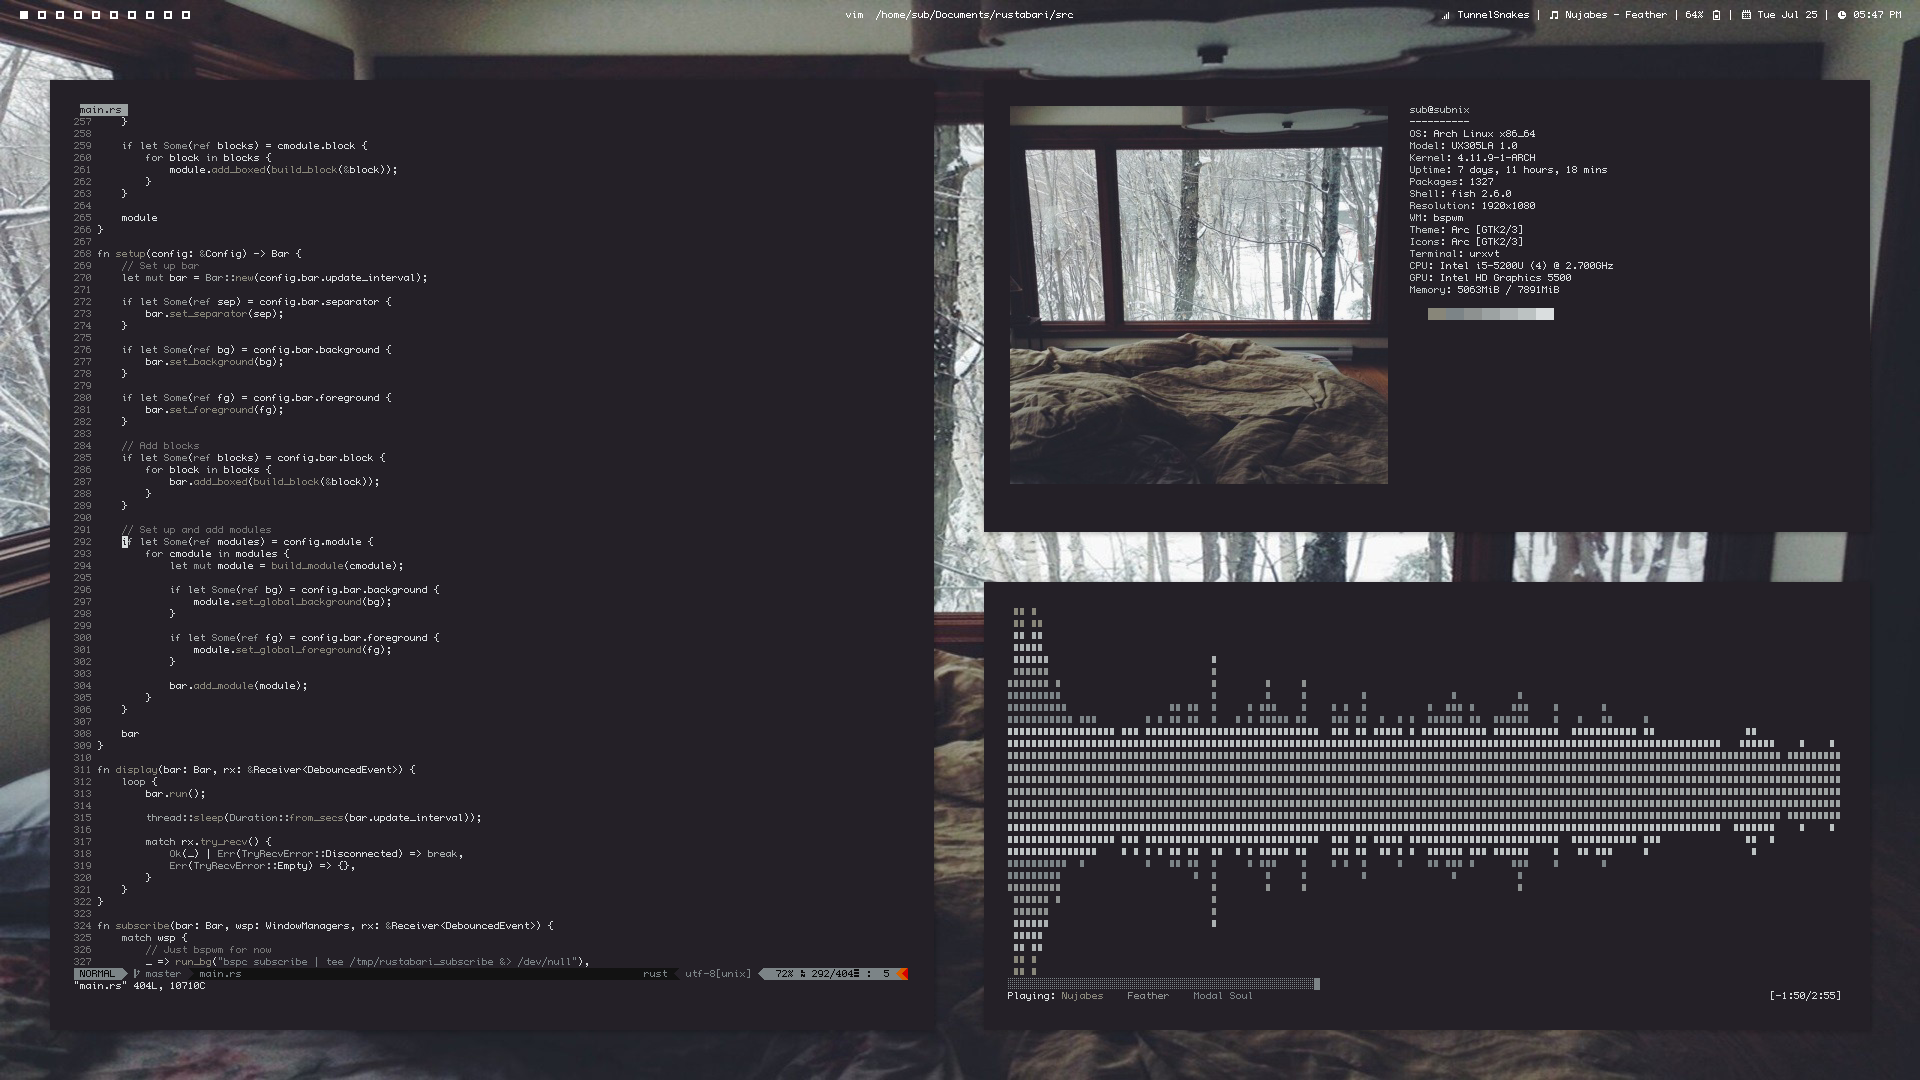 vim /home/sub/Documents/rustabari/src
TunnelSnakes | Nujabes - Feather | 64% | Tue Jul 25 | 05:47 PM
main.rs
257     }
258
259     if let Some(ref blocks) = cmodule.block {
260         for block in blocks {
261             module.add_boxed(build_block(&block));
262         }
263     }
264
265     module
266 }
267
268 fn setup(config: &Config) -> Bar {
269     // Set up bar
270     let mut bar = Bar::new(config.bar.update_interval);
271
272     if let Some(ref sep) = config.bar.separator {
273         bar.set_separator(sep);
274     }
275
276     if let Some(ref bg) = config.bar.background {
277         bar.set_background(bg);
278     }
279
280     if let Some(ref fg) = config.bar.foreground {
281         bar.set_foreground(fg);
282     }
283
284     // Add blocks
285     if let Some(ref blocks) = config.bar.block {
286         for block in blocks {
287             bar.add_boxed(build_block(&block));
288         }
289     }
290
291     // Set up and add modules
292     if let Some(ref modules) = config.module {
293         for cmodule in modules {
294             let mut module = build_module(cmodule);
295
296             if let Some(ref bg) = config.bar.background {
297                 module.set_global_background(bg);
298             }
299
300             if let Some(ref fg) = config.bar.foreground {
301                 module.set_global_foreground(fg);
302             }
303
304             bar.add_module(module);
305         }
306     }
307
308     bar
309 }
310
311 fn display(bar: Bar, rx: &Receiver<DebouncedEvent>) {
312     loop {
313         bar.run();
314
315         thread::sleep(Duration::from_secs(bar.update_interval));
316
317         match rx.try_recv() {
318             Ok(_) | Err(TryRecvError::Disconnected) => break,
319             Err(TryRecvError::Empty) => {},
320         }
321     }
322 }
323
324 fn subscribe(bar: Bar, wsp: WindowManagers, rx: &Receiver<DebouncedEvent>) {
325     match wsp {
326         // Just bspwm for now
327         _ => run_bg("bspc subscribe | tee /tmp/rustabari_subscribe &> /dev/null"),
NORMAL master main.rs rust utf-8[unix] 72% 292/404 : 5
"main.rs" 404L, 10710C
sub@subnix
----------
OS: Arch Linux x86_64
Model: UX305LA 1.0
Kernel: 4.11.9-1-ARCH
Uptime: 7 days, 11 hours, 18 mins
Packages: 1327
Shell: fish 2.6.0
Resolution: 1920x1080
WM: bspwm
Theme: Arc [GTK2/3]
Icons: Arc [GTK2/3]
Terminal: urxvt
CPU: Intel i5-5200U (4) @ 2.700GHz
GPU: Intel HD Graphics 5500
Memory: 5063MiB / 7891MiB
Playing: Nujabes    Feather    Modal Soul    [-1:50/2:55]